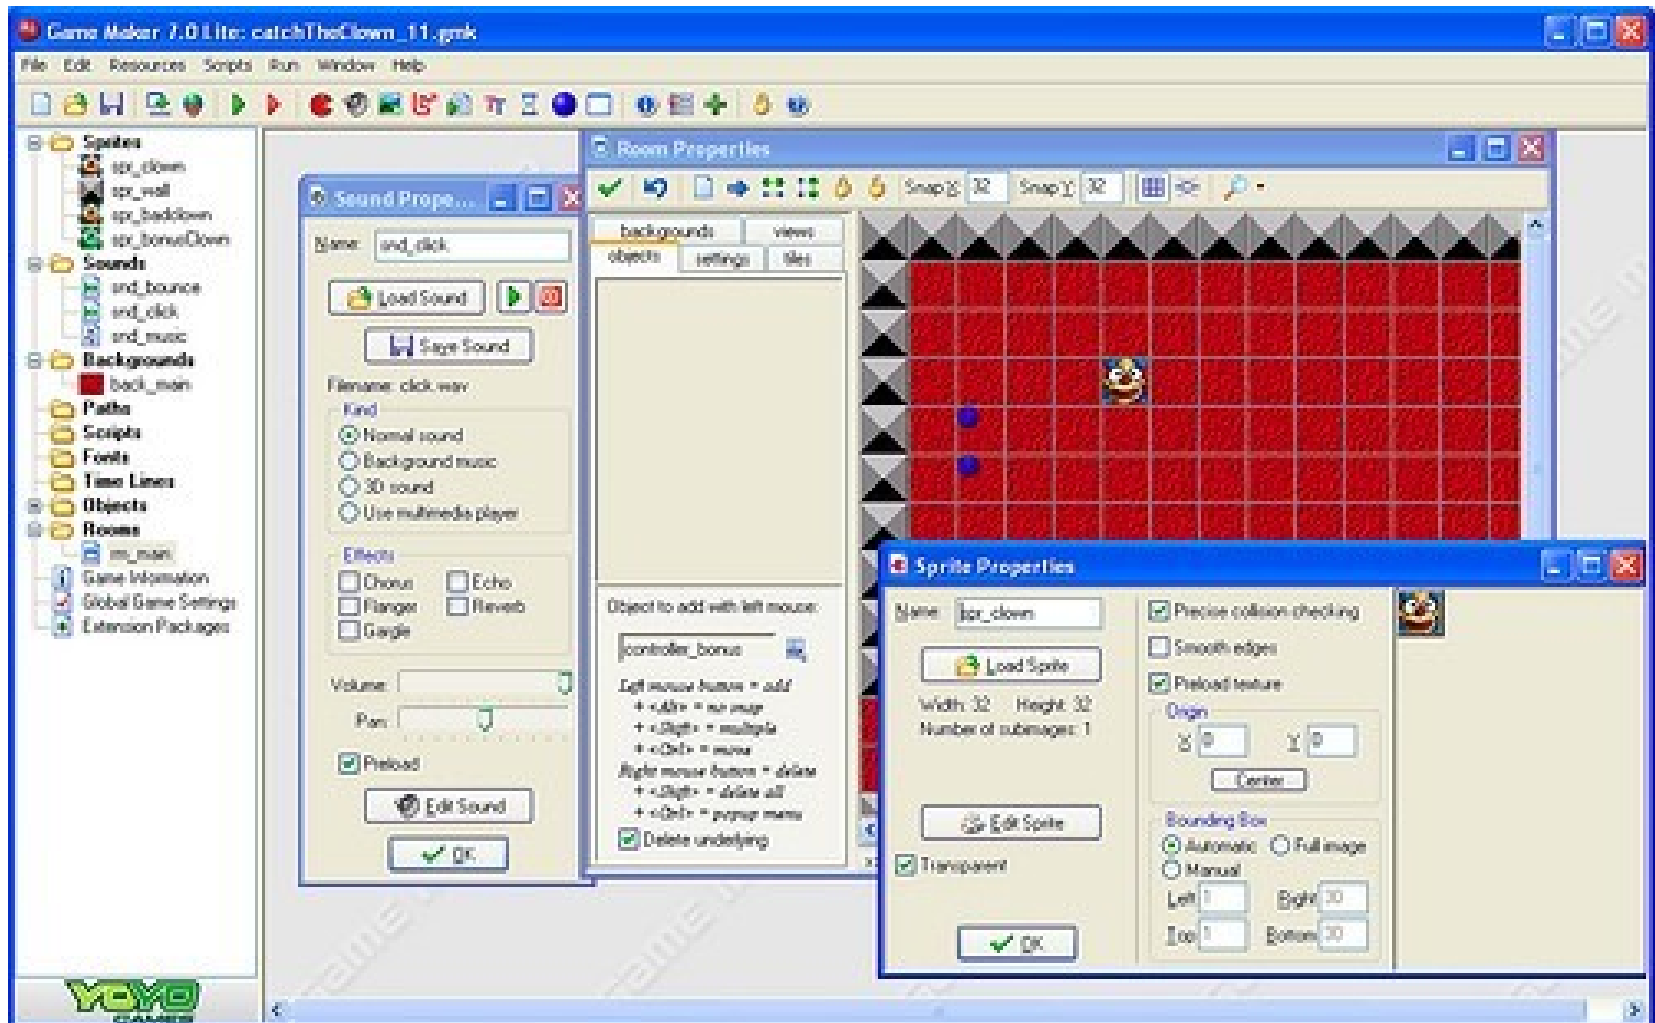 Game Maker 7.0 Lite: catchTheClown_11.gmk
File Edit Resources Scripts Run Window Help
Sprites
spr_clown
spr_wall
spr_badclown
spr_bonusClown
Sounds
snd_bounce
snd_click
snd_music
Backgrounds
back_main
Paths
Scripts
Fonts
Time Lines
Objects
Rooms
rm_main
Game Information
Global Game Settings
Extension Packages
YOYO
GAMES
Sound Prope...
Name: snd_click
Load Sound
Save Sound
Filename: click.wav
Kind
Normal sound
Background music
3D sound
Use multimedia player
Effects
Chorus Echo
Flanger Reverb
Gargle
Volume:
Pan:
Preload
Edit Sound
OK
Room Properties
Snap X: 32 Snap Y: 32
backgrounds views
objects settings tiles
Object to add with left mouse:
controller_bonus
Left mouse button = add
+ <Alt> = no snap
+ <Shift> = multiple
+ <Ctrl> = move
Right mouse button = delete
+ <Shift> = delete all
+ <Ctrl> = popup menu
Delete underlying
Sprite Properties
Name: spr_clown
Load Sprite
Width: 32 Height: 32
Number of subimages: 1
Edit Sprite
Transparent
OK
Precise collision checking
Smooth edges
Preload texture
Origin
X 0 Y 0
Center
Bounding Box
Automatic Full image
Manual
Left 1 Right 30
Top 1 Bottom 30